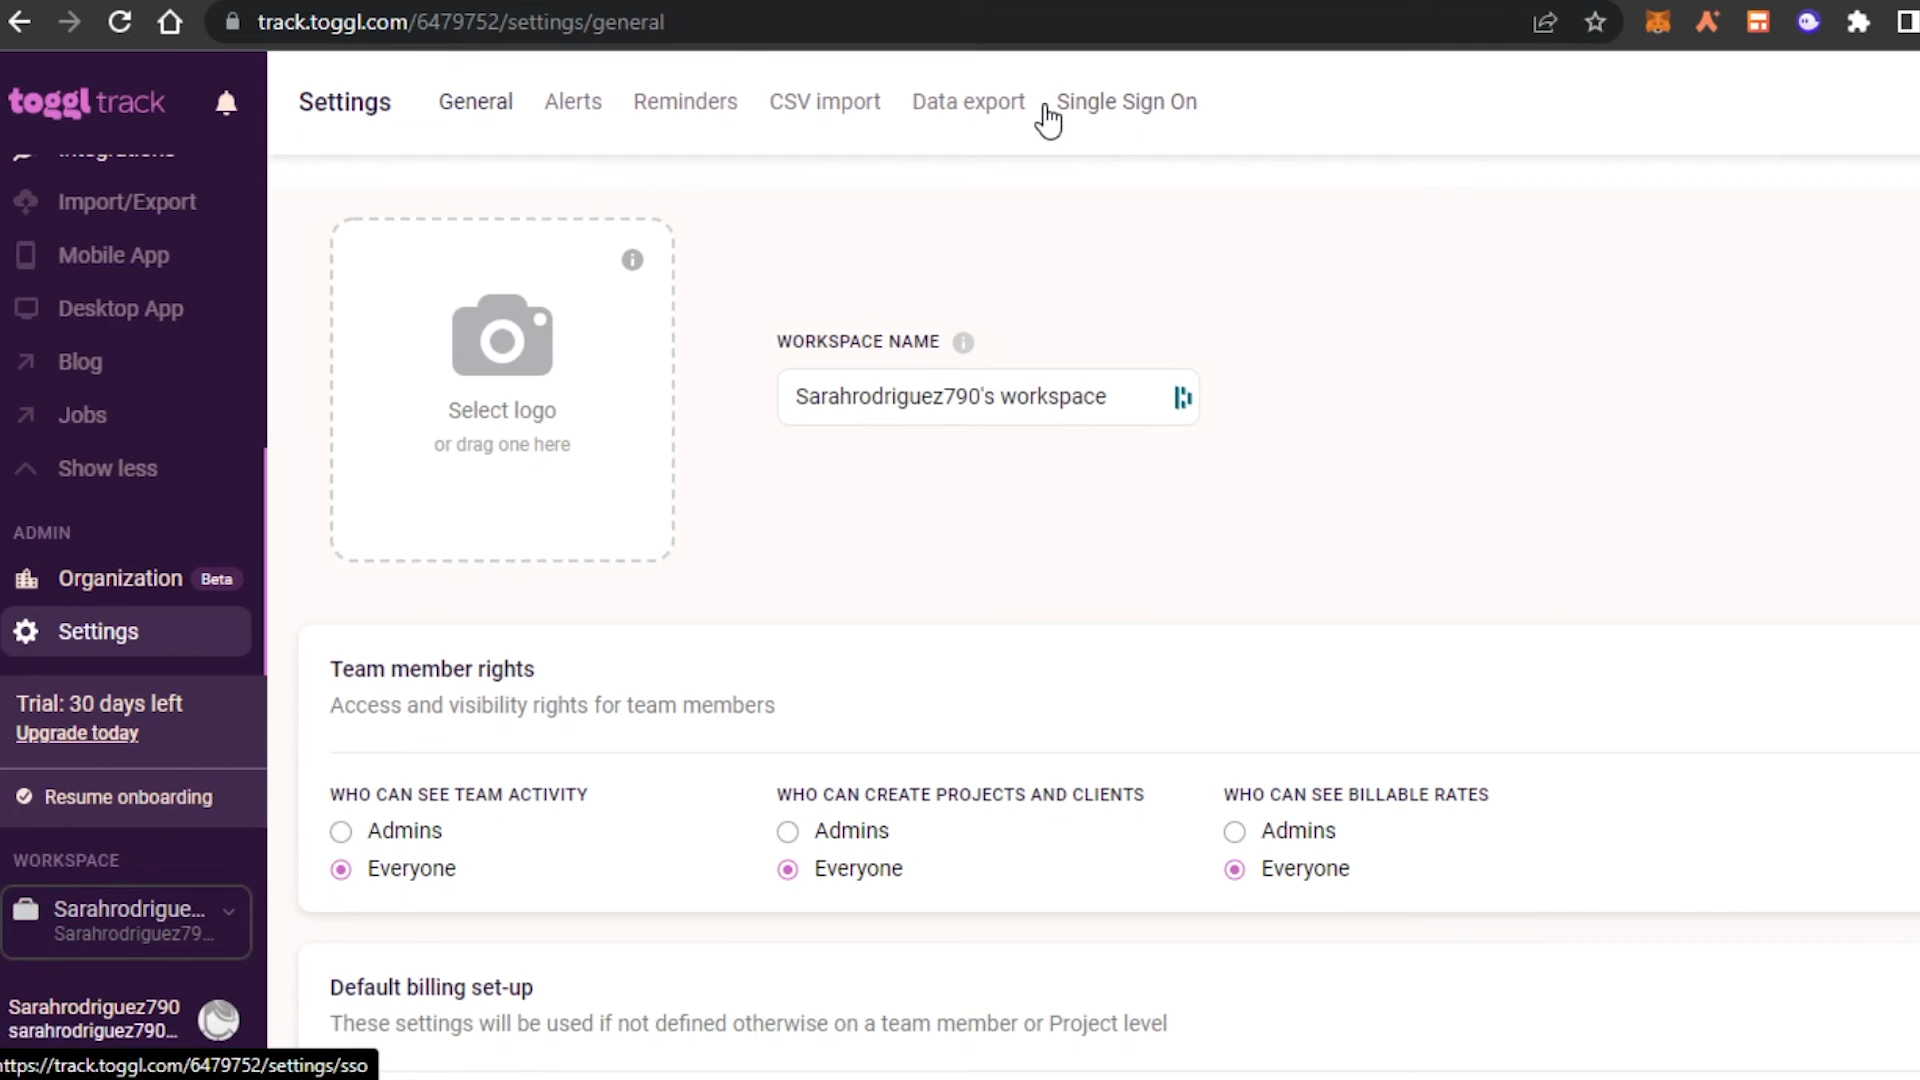 track.toggl.com/6479752/settings/general
toggl track
Settings
General
Alerts
Reminders
CSV import
Data export
Single Sign On
Integrations
Import/Export
Mobile App
Desktop App
Blog
Jobs
Show less
ADMIN
Organization Beta
Settings
Trial: 30 days left
Upgrade today
Resume onboarding
WORKSPACE
Sarahrodrigue...
Sarahrodriguez79...
Sarahrodriguez790
sarahrodriguez790...
https://track.toggl.com/6479752/settings/sso
Select logo
or drag one here
WORKSPACE NAME
Sarahrodriguez790's workspace
Team member rights
Access and visibility rights for team members
WHO CAN SEE TEAM ACTIVITY
Admins
Everyone
WHO CAN CREATE PROJECTS AND CLIENTS
Admins
Everyone
WHO CAN SEE BILLABLE RATES
Admins
Everyone
Default billing set-up
These settings will be used if not defined otherwise on a team member or Project level